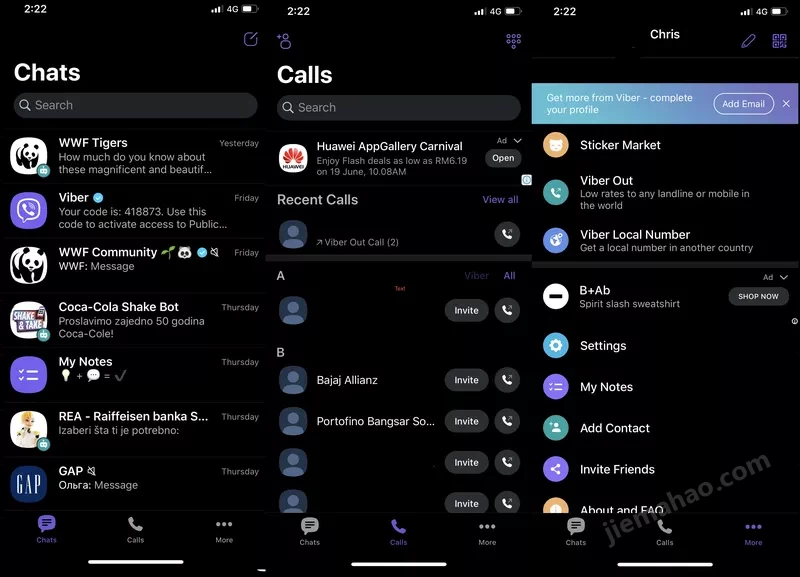 2:22
4G
Chats
Search
WWF Tigers
Yesterday
How much do you know about
these magnificent and beautif...
Viber
Friday
Your code is: 418873. Use this
code to activate access to Public...
WWF Community 🌱🐼
Friday
WWF: Message
Coca-Cola Shake Bot
Thursday
Proslavimo zajedno 50 godina
Coca-Cole!
SHAKE
& TAKE
My Notes
Thursday
💡 + 💬 = ✓
REA - Raiffeisen banka S...
Thursday
Izaberi šta ti je potrebno:
GAP
Thursday
Ольга: Message
GAP
Chats
Calls
More
2:22
4G
Calls
Search
Huawei AppGallery Carnival
Ad
Enjoy Flash deals as low as RM6.19
on 19 June, 10.08AM
Open
HUAWEI
Recent Calls
View all
Viber Out Call (2)
A
Viber
All
Text
Invite
B
Bajaj Allianz
Invite
Portofino Bangsar So...
Invite
Invite
Invite
Chats
Calls
More
2:22
4G
Chris
Get more from Viber - complete
your profile
Add Email
Sticker Market
Viber Out
Low rates to any landline or mobile in
the world
Viber Local Number
Get a local number in another country
Ad
B+Ab
Spirit slash sweatshirt
SHOP NOW
Settings
My Notes
Add Contact
Invite Friends
About and FAQ
Chats
Calls
More
jiemphao.com